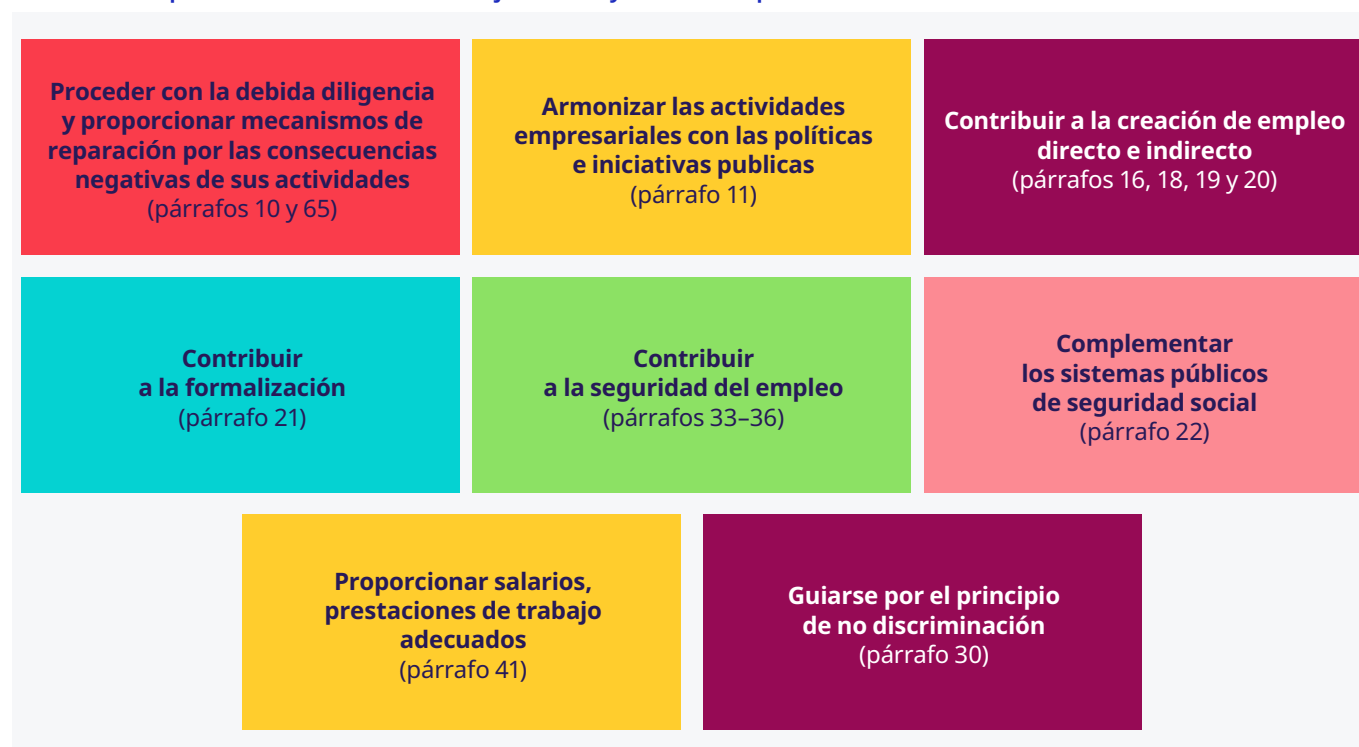 Proceder con la debida diligencia
y proporcionar mecanismos de
reparación por las consecuencias
negativas de sus actividades
(párrafos 10 y 65)
Armonizar las actividades
empresariales con las políticas
e iniciativas publicas
(párrafo 11)
Contribuir a la creación de empleo
directo e indirecto
(párrafos 16, 18, 19 y 20)
Contribuir
a la formalización
(párrafo 21)
Contribuir
a la seguridad del empleo
(párrafos 33–36)
Complementar
los sistemas públicos
de seguridad social
(párrafo 22)
Proporcionar salarios,
prestaciones de trabajo
adecuados
(párrafo 41)
Guiarse por el principio
de no discriminación
(párrafo 30)